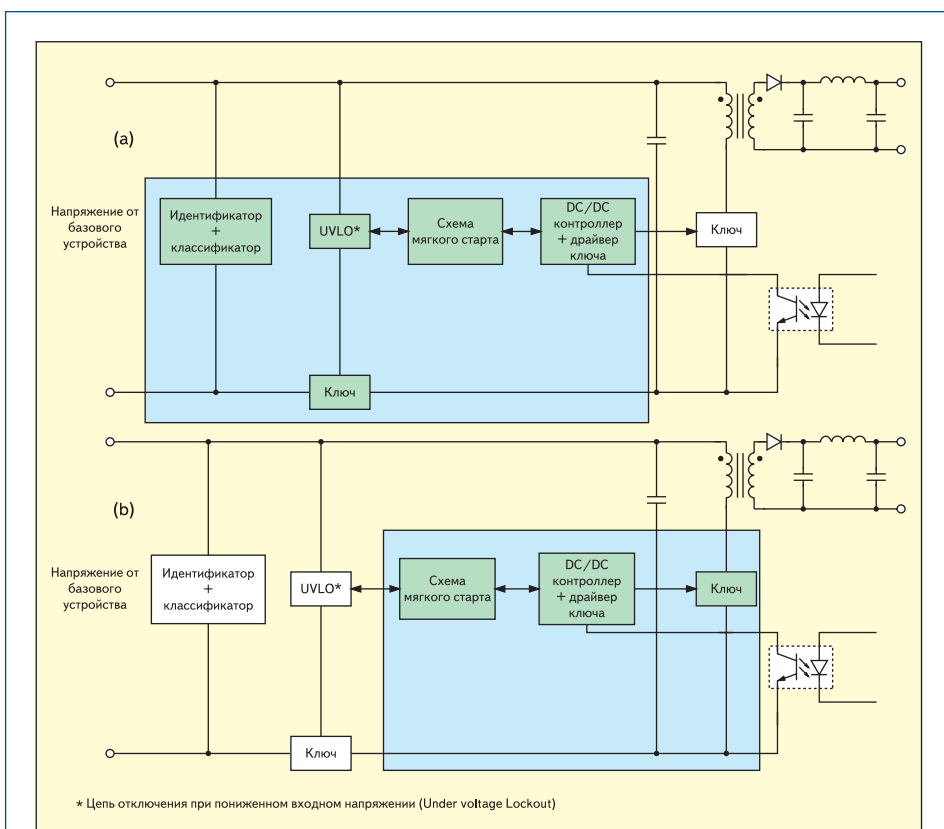 (a)
Напряжение от
базового
устройства
Идентификатор
+
классификатор
UVLO*
Схема
мягкого старта
DC/DC
контроллер
+ драйвер
ключа
Ключ
Ключ
(b)
Напряжение от
базового
устройства
Идентификатор
+
классификатор
UVLO*
Схема
мягкого старта
DC/DC
контроллер
+ драйвер
ключа
Ключ
Ключ
* Цепь отключения при пониженном входном напряжении (Under voltage Lockout)